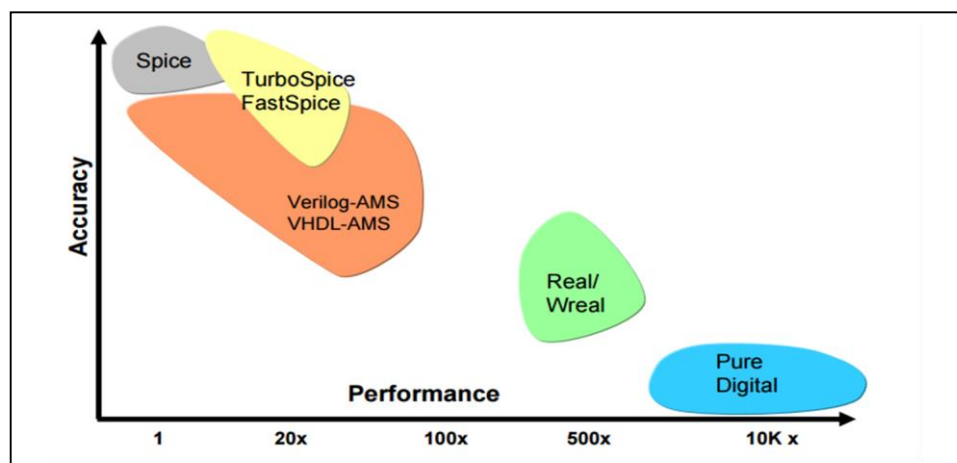 Spice
TurboSpice
FastSpice
Verilog-AMS
VHDL-AMS
Real/
Wreal
Pure
Digital
Accuracy
Performance
1 20x 100x 500x 10K x